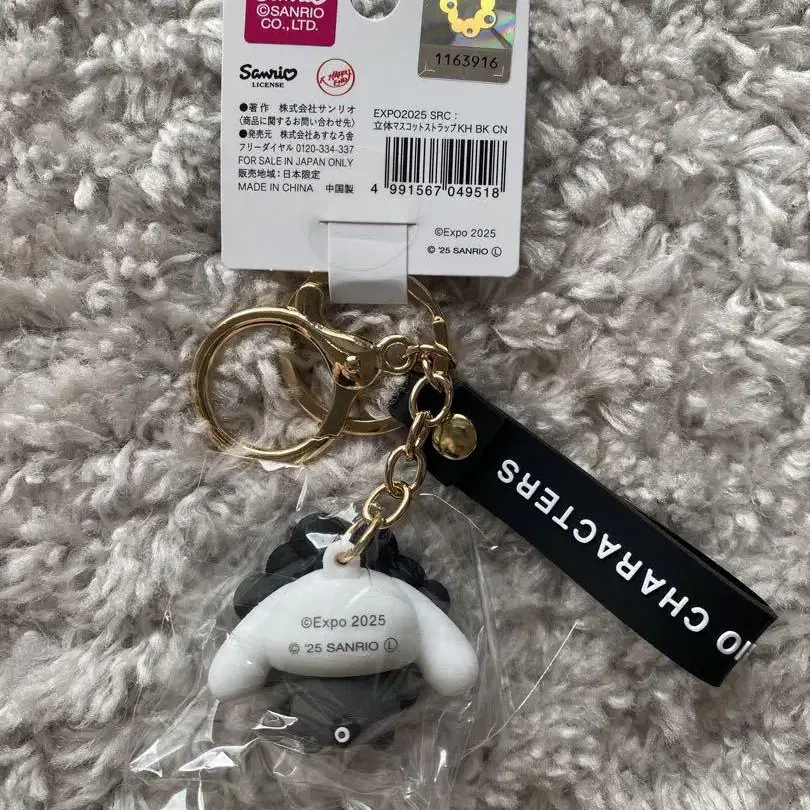 ©SANRIO
CO., LTD.
1163916
Sanrio
LICENSE
●著作 株式会社サンリオ
(商品に関するお問い合わせ先)
●発売元 株式会社あすなろ舎
フリーダイヤル 0120-334-337
FOR SALE IN JAPAN ONLY
販売地域:日本限定
MADE IN CHINA 中国製
EXPO2025 SRC:
立体マスコットストラップKH BK CN
4 991567 049518
©Expo 2025
© '25 SANRIO Ⓛ
IO CHARACTERS
©Expo 2025
© '25 SANRIO Ⓛ